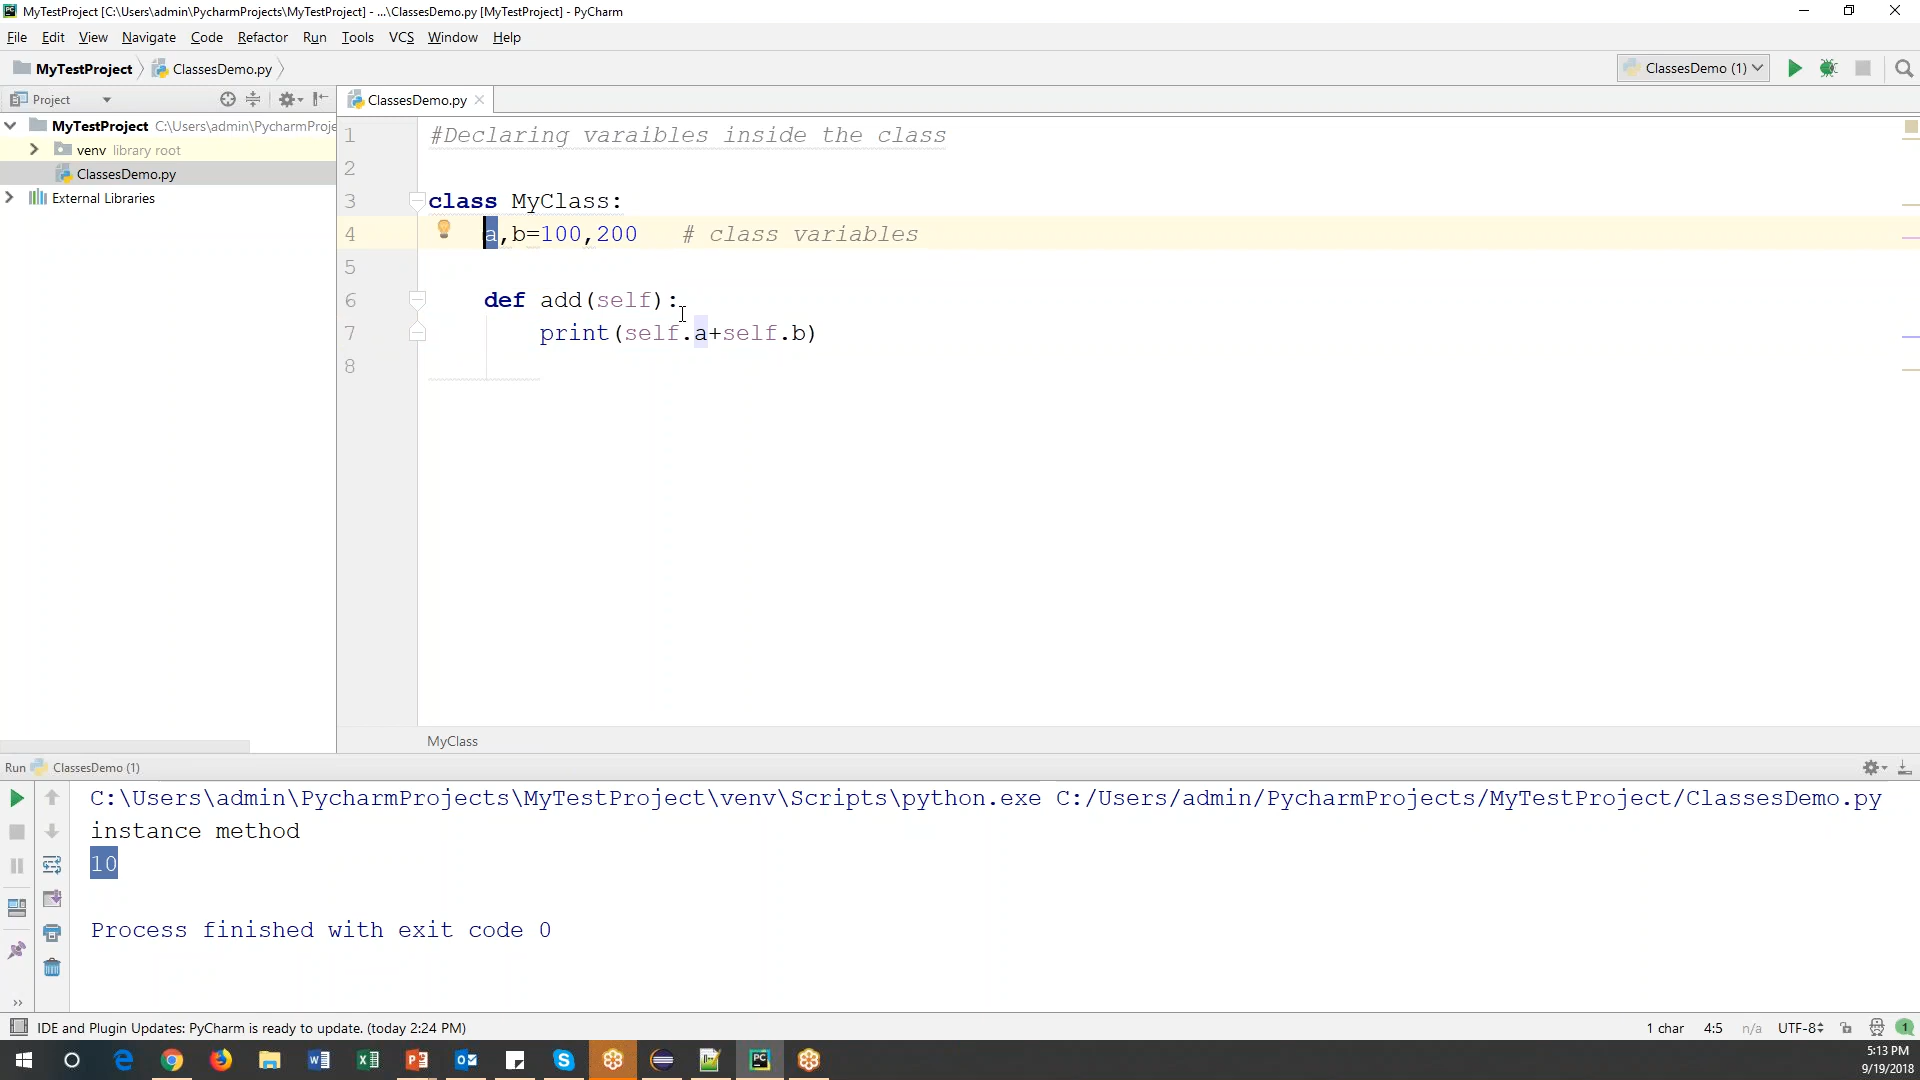 MyTestProject [C:\Users\admin\PycharmProjects\MyTestProject] - ...\ClassesDemo.py [MyTestProject] - PyCharm
File Edit View Navigate Code Refactor Run Tools VCS Window Help
MyTestProject ClassesDemo.py ClassesDemo (1)
Project ClassesDemo.py
MyTestProject C:\Users\admin\PycharmProje
venv library root
ClassesDemo.py
External Libraries
1 #Declaring varaibles inside the class
2
3 class MyClass:
4 a,b=100,200 # class variables
5
6 def add(self):
7 print(self.a+self.b)
8
MyClass
Run ClassesDemo (1)
C:\Users\admin\PycharmProjects\MyTestProject\venv\Scripts\python.exe C:/Users/admin/PycharmProjects/MyTestProject/ClassesDemo.py
instance method
10
Process finished with exit code 0
IDE and Plugin Updates: PyCharm is ready to update. (today 2:24 PM) 1 char 4:5 n/a UTF-8 1
5:13 PM
9/19/2018